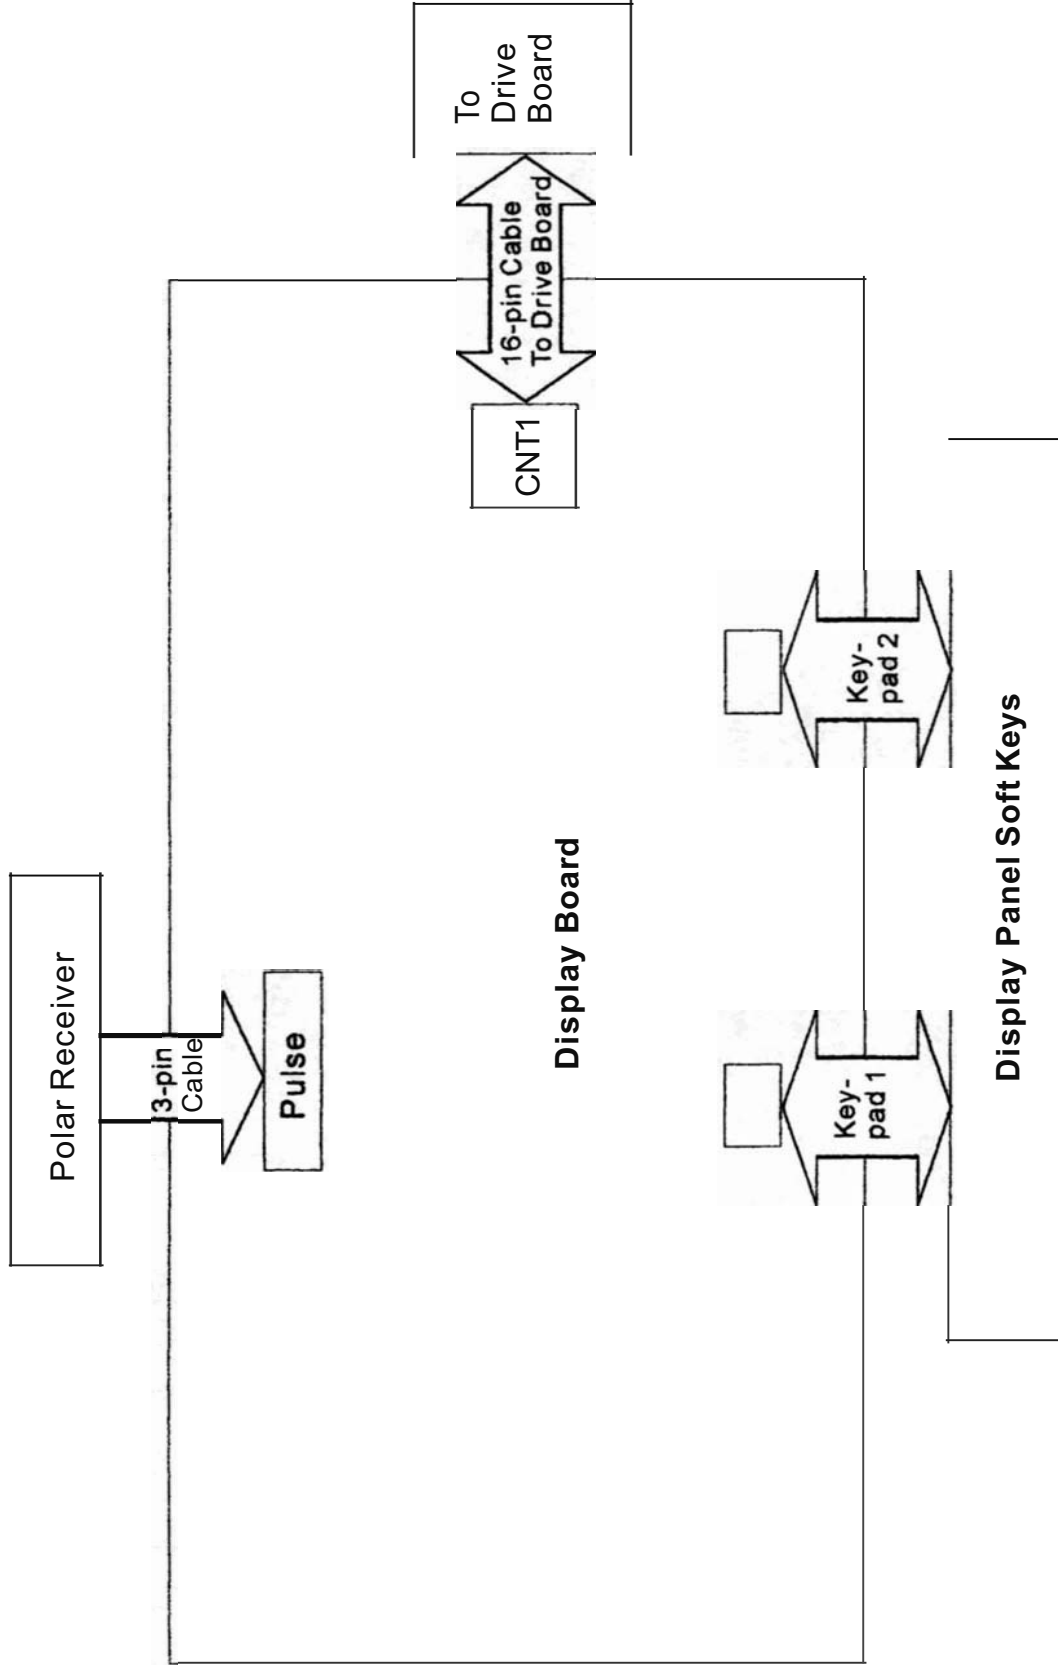 Polar Receiver
3-pin
Cable
Pulse
To
Drive
Board
16-pin Cable
To Drive Board
CNT1
Display Board
Key-
pad 1
Key-
pad 2
Display Panel Soft Keys